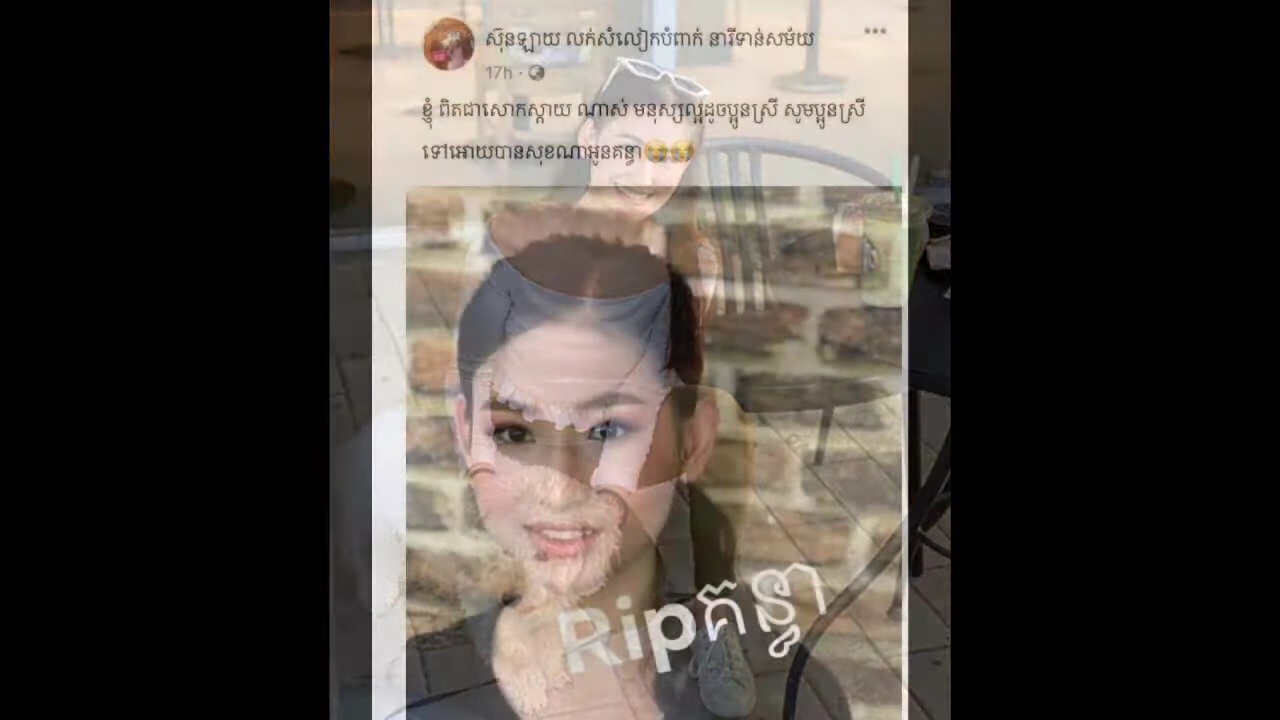 ស៊ុនឡាយ លក់សំលៀកបំពាក់ នារីទាន់សម័យ
17h
ខ្ញុំ ពិតជាសោកស្ដាយ ណាស់ មនុស្សល្អដូចប្អូនស្រី សូមប្អូនស្រី
ទៅអោយបានសុខណាអូនគន្ធា
Ripគន្ធា